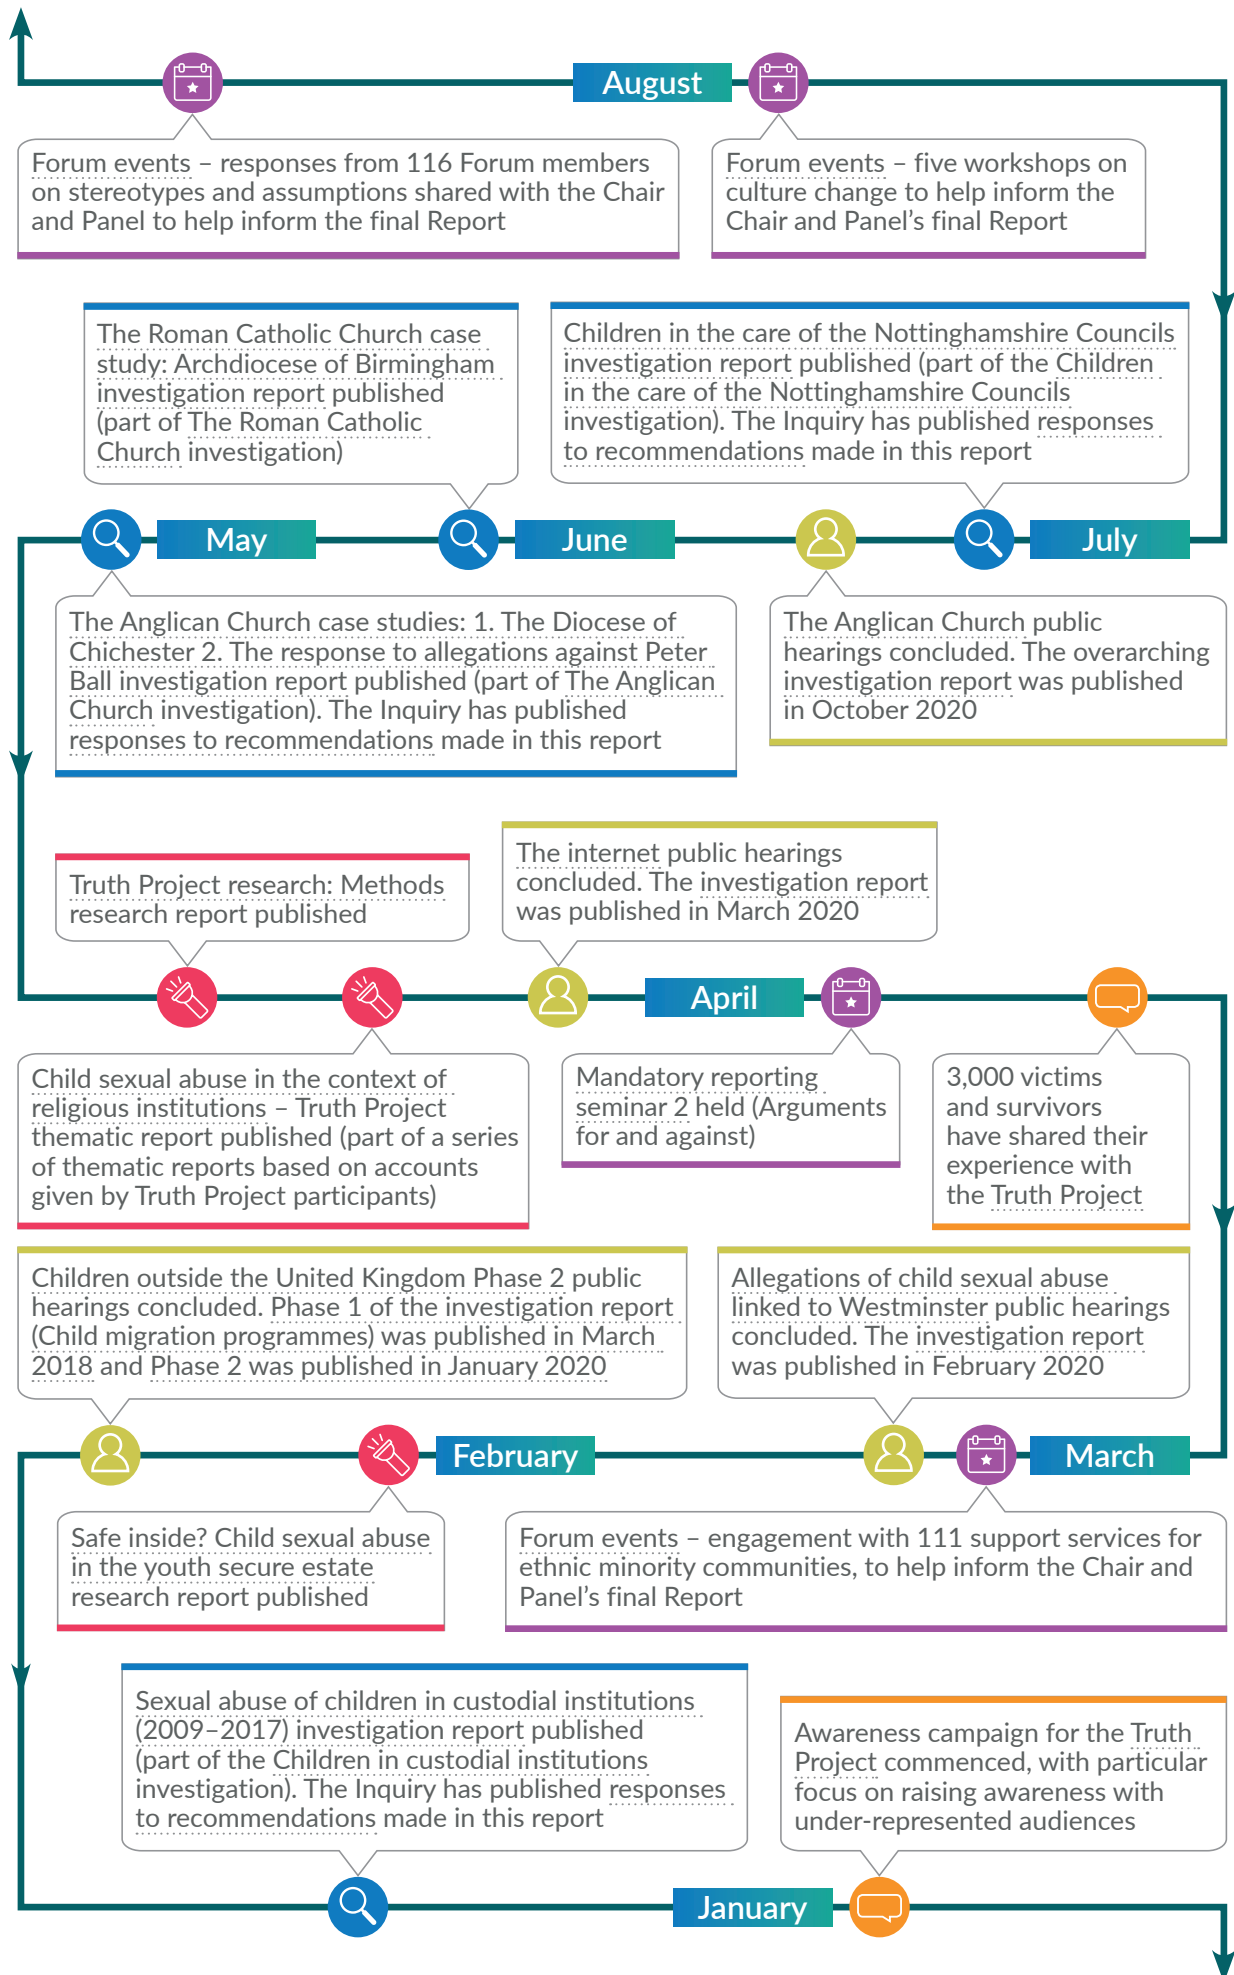 August
Forum events – responses from 116 Forum members
on stereotypes and assumptions shared with the Chair
and Panel to help inform the final Report
Forum events – five workshops on
culture change to help inform the
Chair and Panel's final Report
The Roman Catholic Church case
study: Archdiocese of Birmingham
investigation report published
(part of The Roman Catholic
Church investigation)
Children in the care of the Nottinghamshire Councils
investigation report published (part of the Children
in the care of the Nottinghamshire Councils
investigation). The Inquiry has published responses
to recommendations made in this report
May
June
July
The Anglican Church case studies: 1. The Diocese of
Chichester 2. The response to allegations against Peter
Ball investigation report published (part of The Anglican
Church investigation). The Inquiry has published
responses to recommendations made in this report
The Anglican Church public
hearings concluded. The overarching
investigation report was published
in October 2020
Truth Project research: Methods
research report published
The internet public hearings
concluded. The investigation report
was published in March 2020
April
Child sexual abuse in the context of
religious institutions – Truth Project
thematic report published (part of a series
of thematic reports based on accounts
given by Truth Project participants)
Mandatory reporting
seminar 2 held (Arguments
for and against)
3,000 victims
and survivors
have shared their
experience with
the Truth Project
Children outside the United Kingdom Phase 2 public
hearings concluded. Phase 1 of the investigation report
(Child migration programmes) was published in March
2018 and Phase 2 was published in January 2020
Allegations of child sexual abuse
linked to Westminster public hearings
concluded. The investigation report
was published in February 2020
February
March
Safe inside? Child sexual abuse
in the youth secure estate
research report published
Forum events – engagement with 111 support services for
ethnic minority communities, to help inform the Chair and
Panel's final Report
Sexual abuse of children in custodial institutions
(2009–2017) investigation report published
(part of the Children in custodial institutions
investigation). The Inquiry has published responses
to recommendations made in this report
Awareness campaign for the Truth
Project commenced, with particular
focus on raising awareness with
under-represented audiences
January